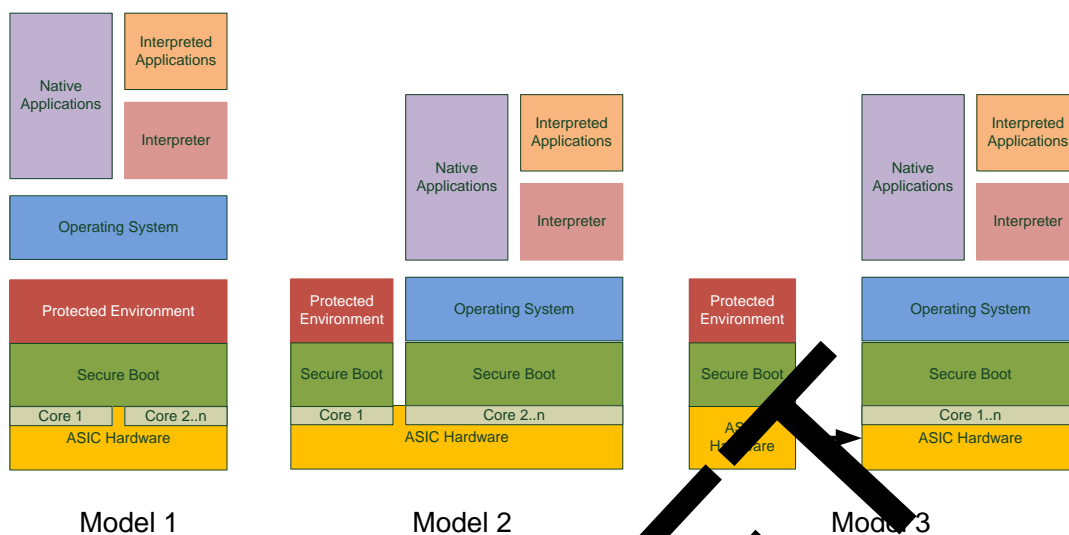 Native
Applications
Interpreted
Applications
Interpreter
Operating System
Protected Environment
Secure Boot
Core 1
Core 2..n
ASIC Hardware
Model 1
Native
Applications
Interpreted
Applications
Interpreter
Protected
Environment
Operating System
Secure Boot
Secure Boot
Core 1
Core 2..n
ASIC Hardware
Model 2
Native
Applications
Interpreted
Applications
Interpreter
Protected
Environment
Operating System
Secure Boot
Secure Boot
Core 1..n
ASIC Hardware
Model 3